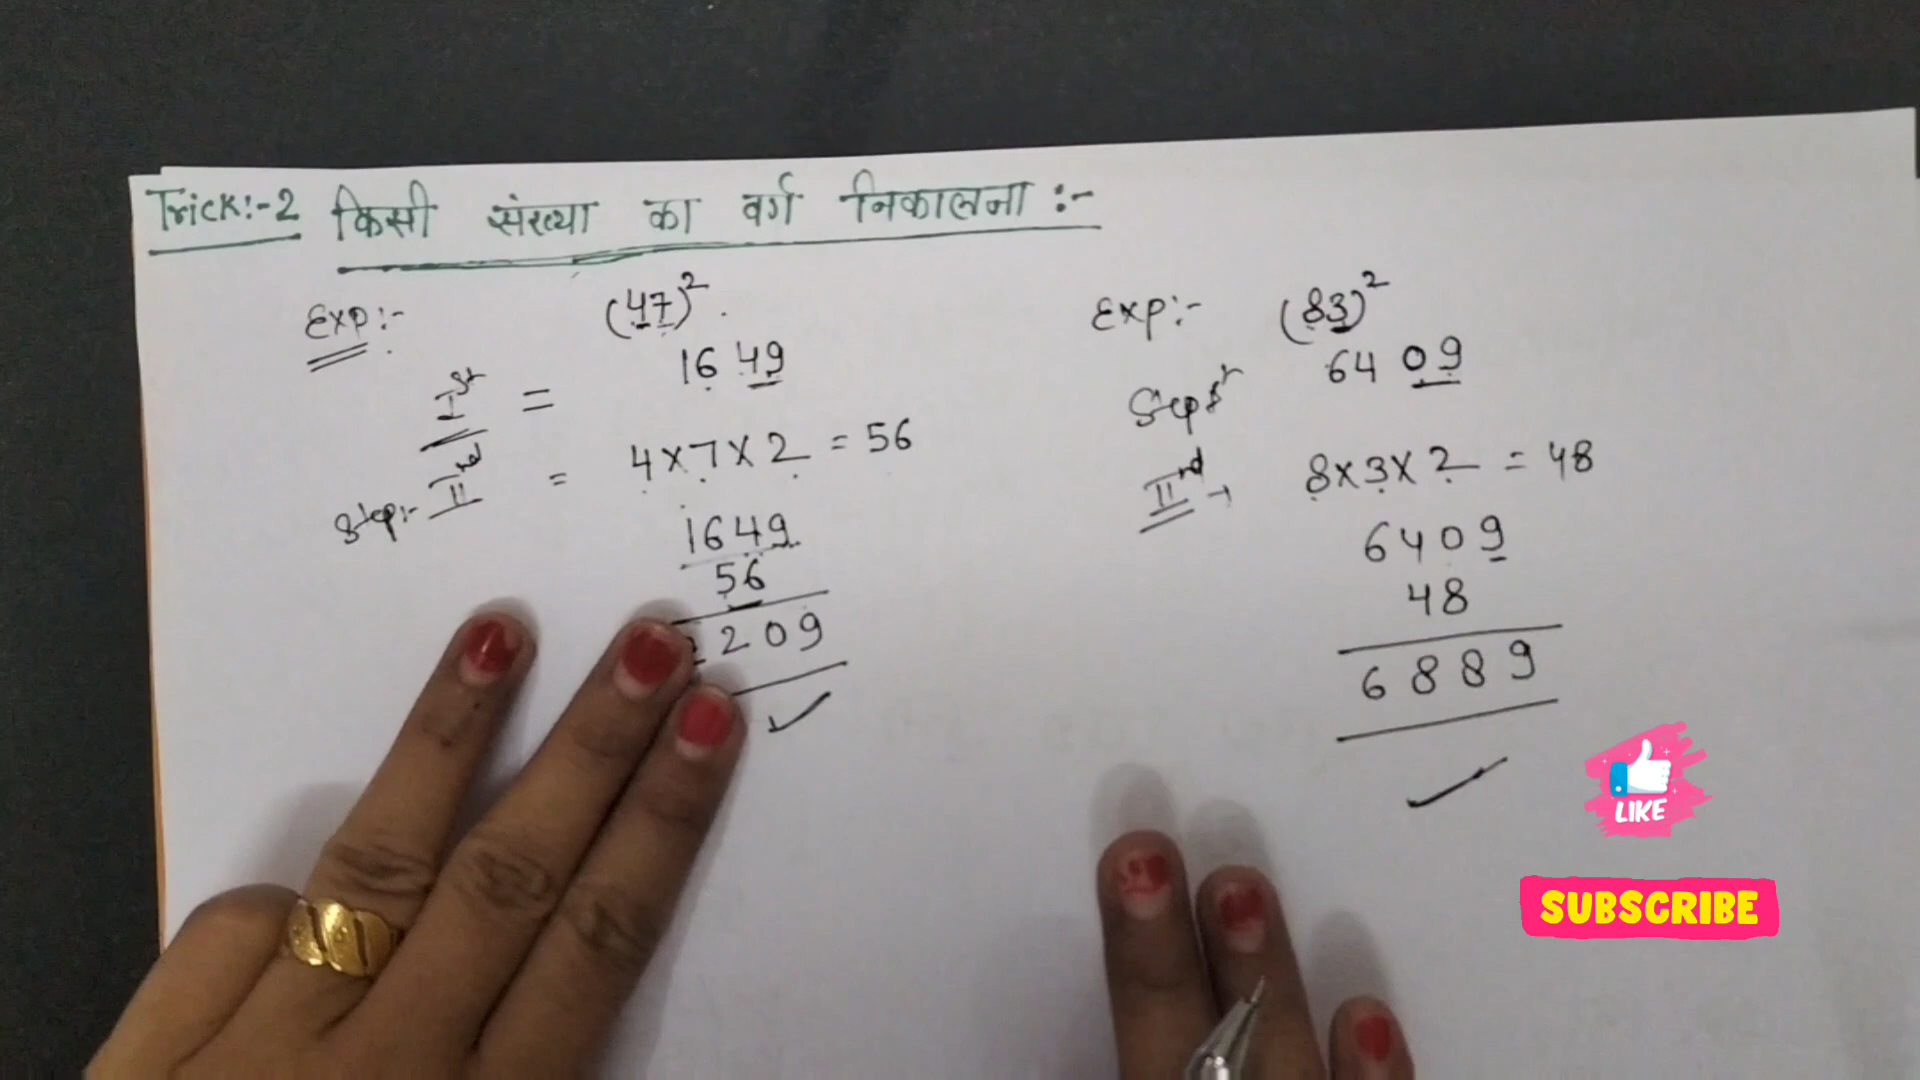 Trick:-2 किसी संख्या का वर्ग निकालना :-
Exp:- (47)²
1649
Iˢᵗ =
Step:- IIⁿᵈ = 4×7×2 = 56
1649
56
2209
Exp:- (83)²
6409
Step Iˢᵗ
IIʳᵈ → 8×3×2 = 48
6409
48
6889
LIKE
SUBSCRIBE